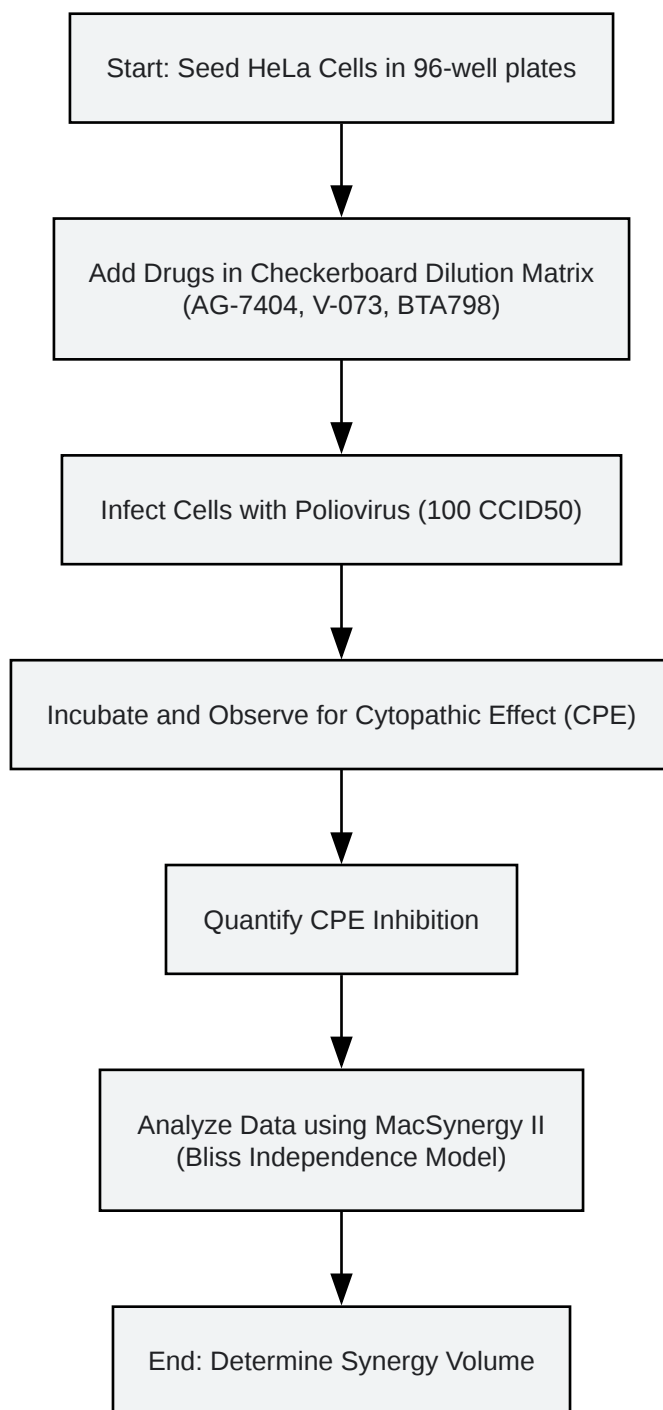 Start: Seed HeLa Cells in 96-well plates
Add Drugs in Checkerboard Dilution Matrix
(AG-7404, V-073, BTA798)
Infect Cells with Poliovirus (100 CCID50)
Incubate and Observe for Cytopathic Effect (CPE)
Quantify CPE Inhibition
Analyze Data using MacSynergy II
(Bliss Independence Model)
End: Determine Synergy Volume